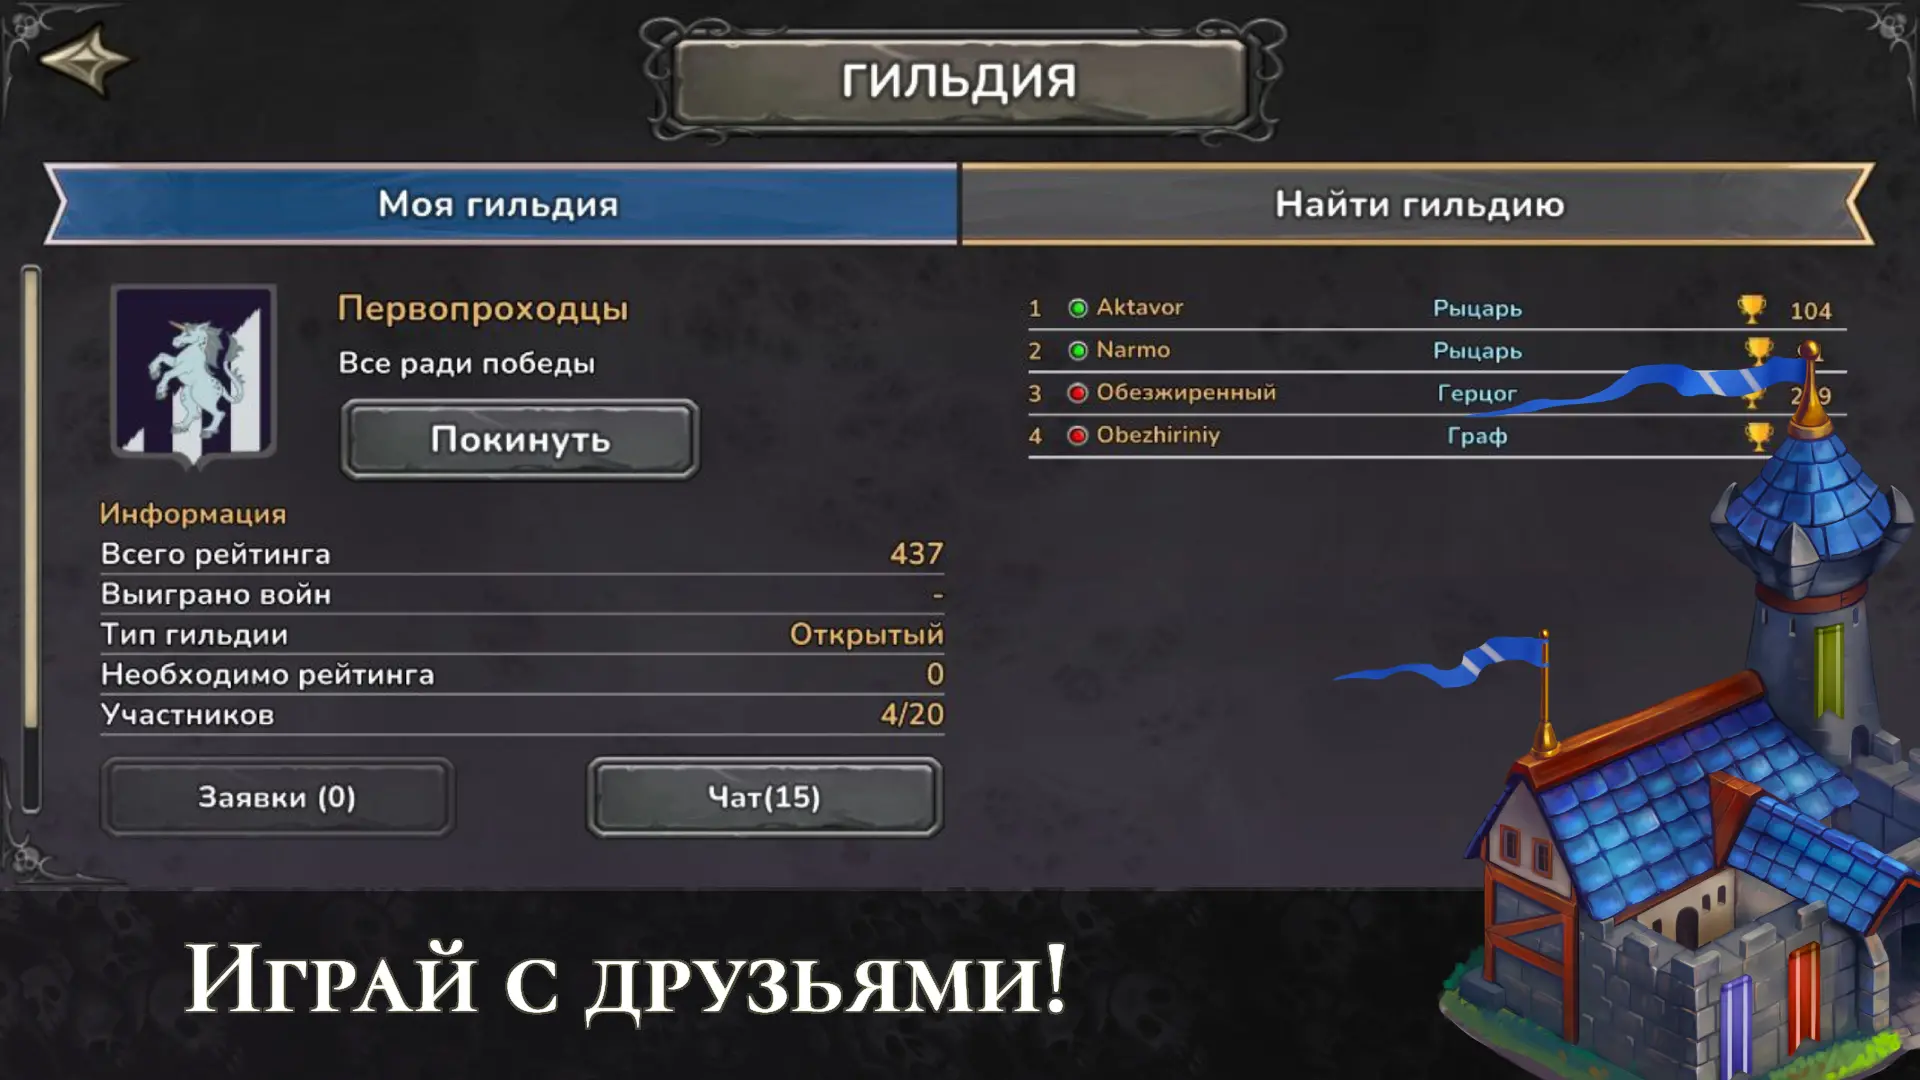 ГИЛЬДИЯ
Моя гильдия
Найти гильдию
Первопроходцы
Все ради победы
Покинуть
Информация
Всего рейтинга 437
Выиграно войн -
Тип гильдии Открытый
Необходимо рейтинга 0
Участников 4/20
Заявки (0)
Чат(15)
1 Aktavor Рыцарь 104
2 Narmo Рыцарь
3 Обезжиренный Герцог
4 Obezhiriniy Граф
Играй с друзьями!